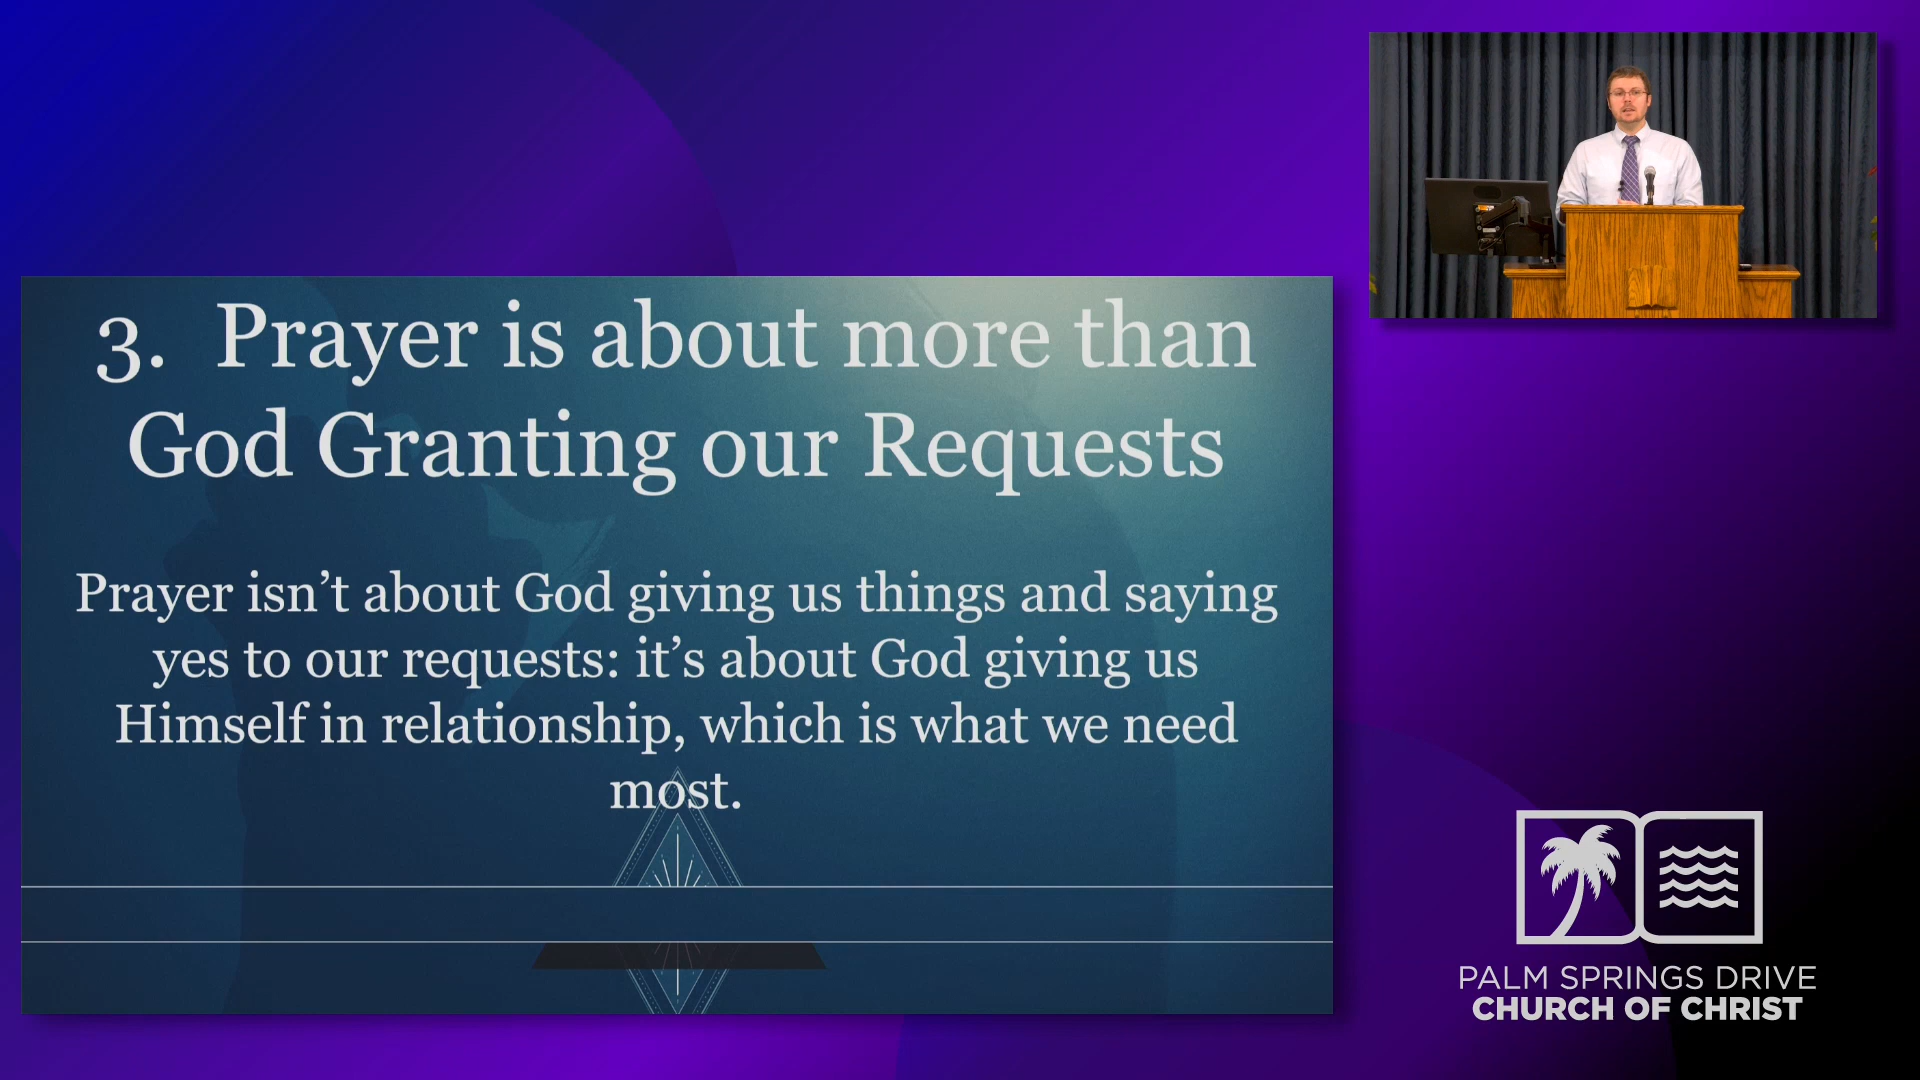 3. Prayer is about more than
God Granting our Requests
Prayer isn’t about God giving us things and saying
yes to our requests: it’s about God giving us
Himself in relationship, which is what we need
most.
PALM SPRINGS DRIVE
CHURCH OF CHRIST